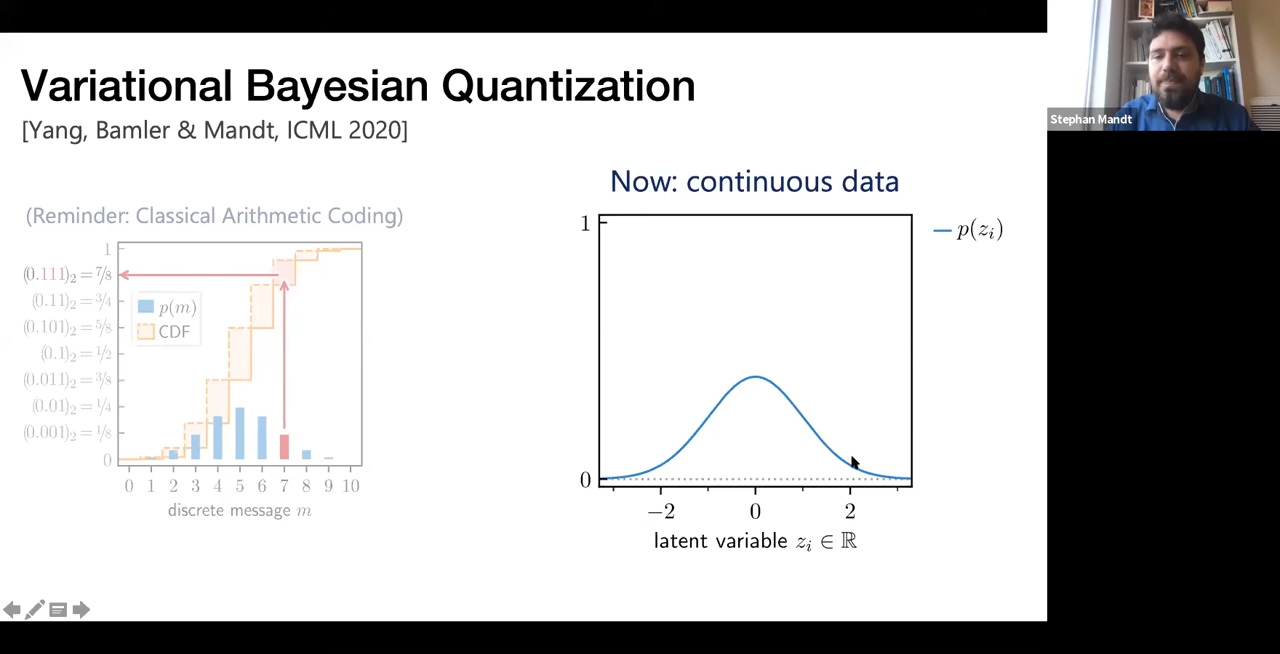 Variational Bayesian Quantization
[Yang, Bamler & Mandt, ICML 2020]
Stephan Mandt
(Reminder: Classical Arithmetic Coding)
1
(0.111)₂ = 7/8
(0.11)₂ = 3/4
(0.101)₂ = 5/8
(0.1)₂ = 1/2
(0.011)₂ = 3/8
(0.01)₂ = 1/4
(0.001)₂ = 1/8
0
p(m)
CDF
0 1 2 3 4 5 6 7 8 9 10
discrete message m
Now: continuous data
1
p(zᵢ)
0
−2 0 2
latent variable zᵢ ∈ ℝ